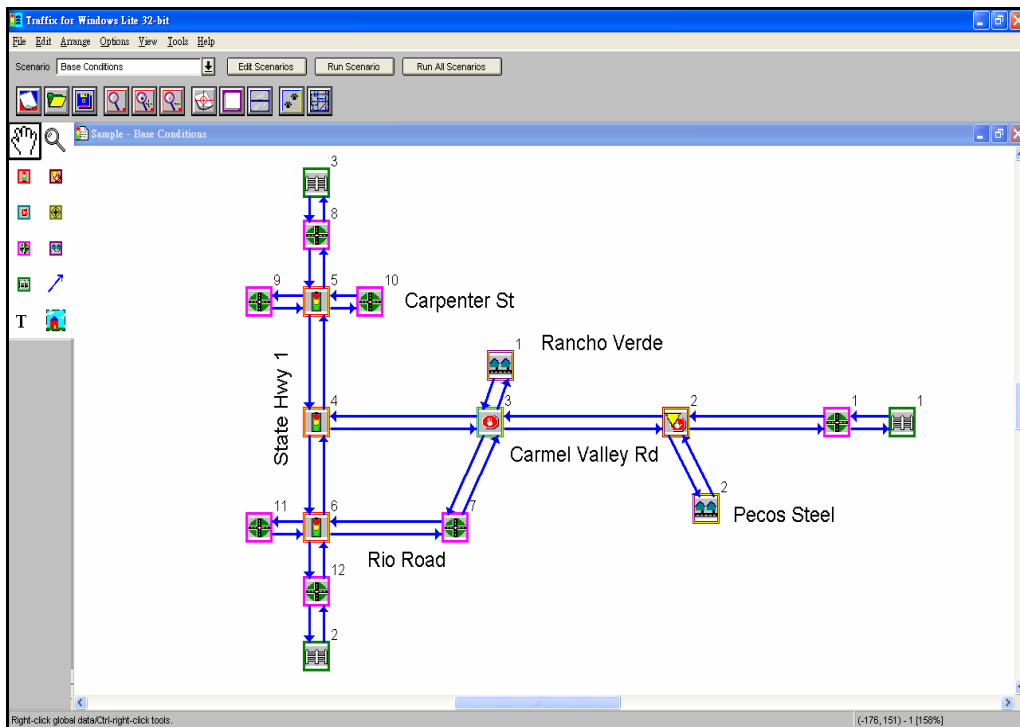 Traffix for Windows Lite 32-bit
File Edit Arrange Options View Tools Help
Scenario Base Conditions Edit Scenarios Run Scenario Run All Scenarios
Sample - Base Conditions
T
3
8
9 5 10
Carpenter St
1 Rancho Verde
State Hwy 1
4 3 2 1 1
Carmel Valley Rd
2
Pecos Steel
11 6 7
Rio Road
12
2
Right-click global data/Ctrl-right-click tools. (-176, 151) - 1 [158%]